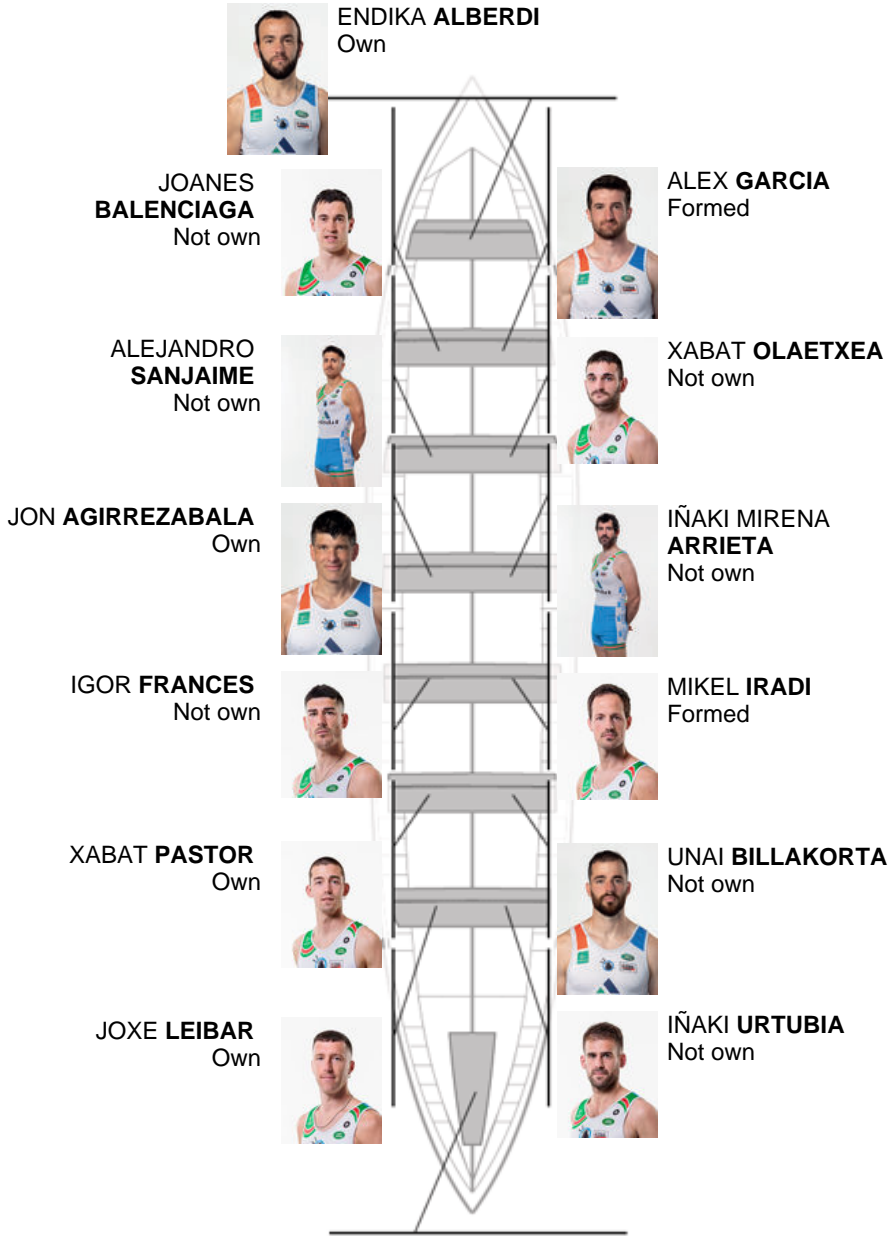 ENDIKA ALBERDI
Own
JOANES
BALENCIAGA
Not own
ALEX GARCIA
Formed
ALEJANDRO
SANJAIME
Not own
XABAT OLAETXEA
Not own
JON AGIRREZABALA
Own
IÑAKI MIRENA
ARRIETA
Not own
IGOR FRANCES
Not own
MIKEL IRADI
Formed
XABAT PASTOR
Own
UNAI BILLAKORTA
Not own
JOXE LEIBAR
Own
IÑAKI URTUBIA
Not own